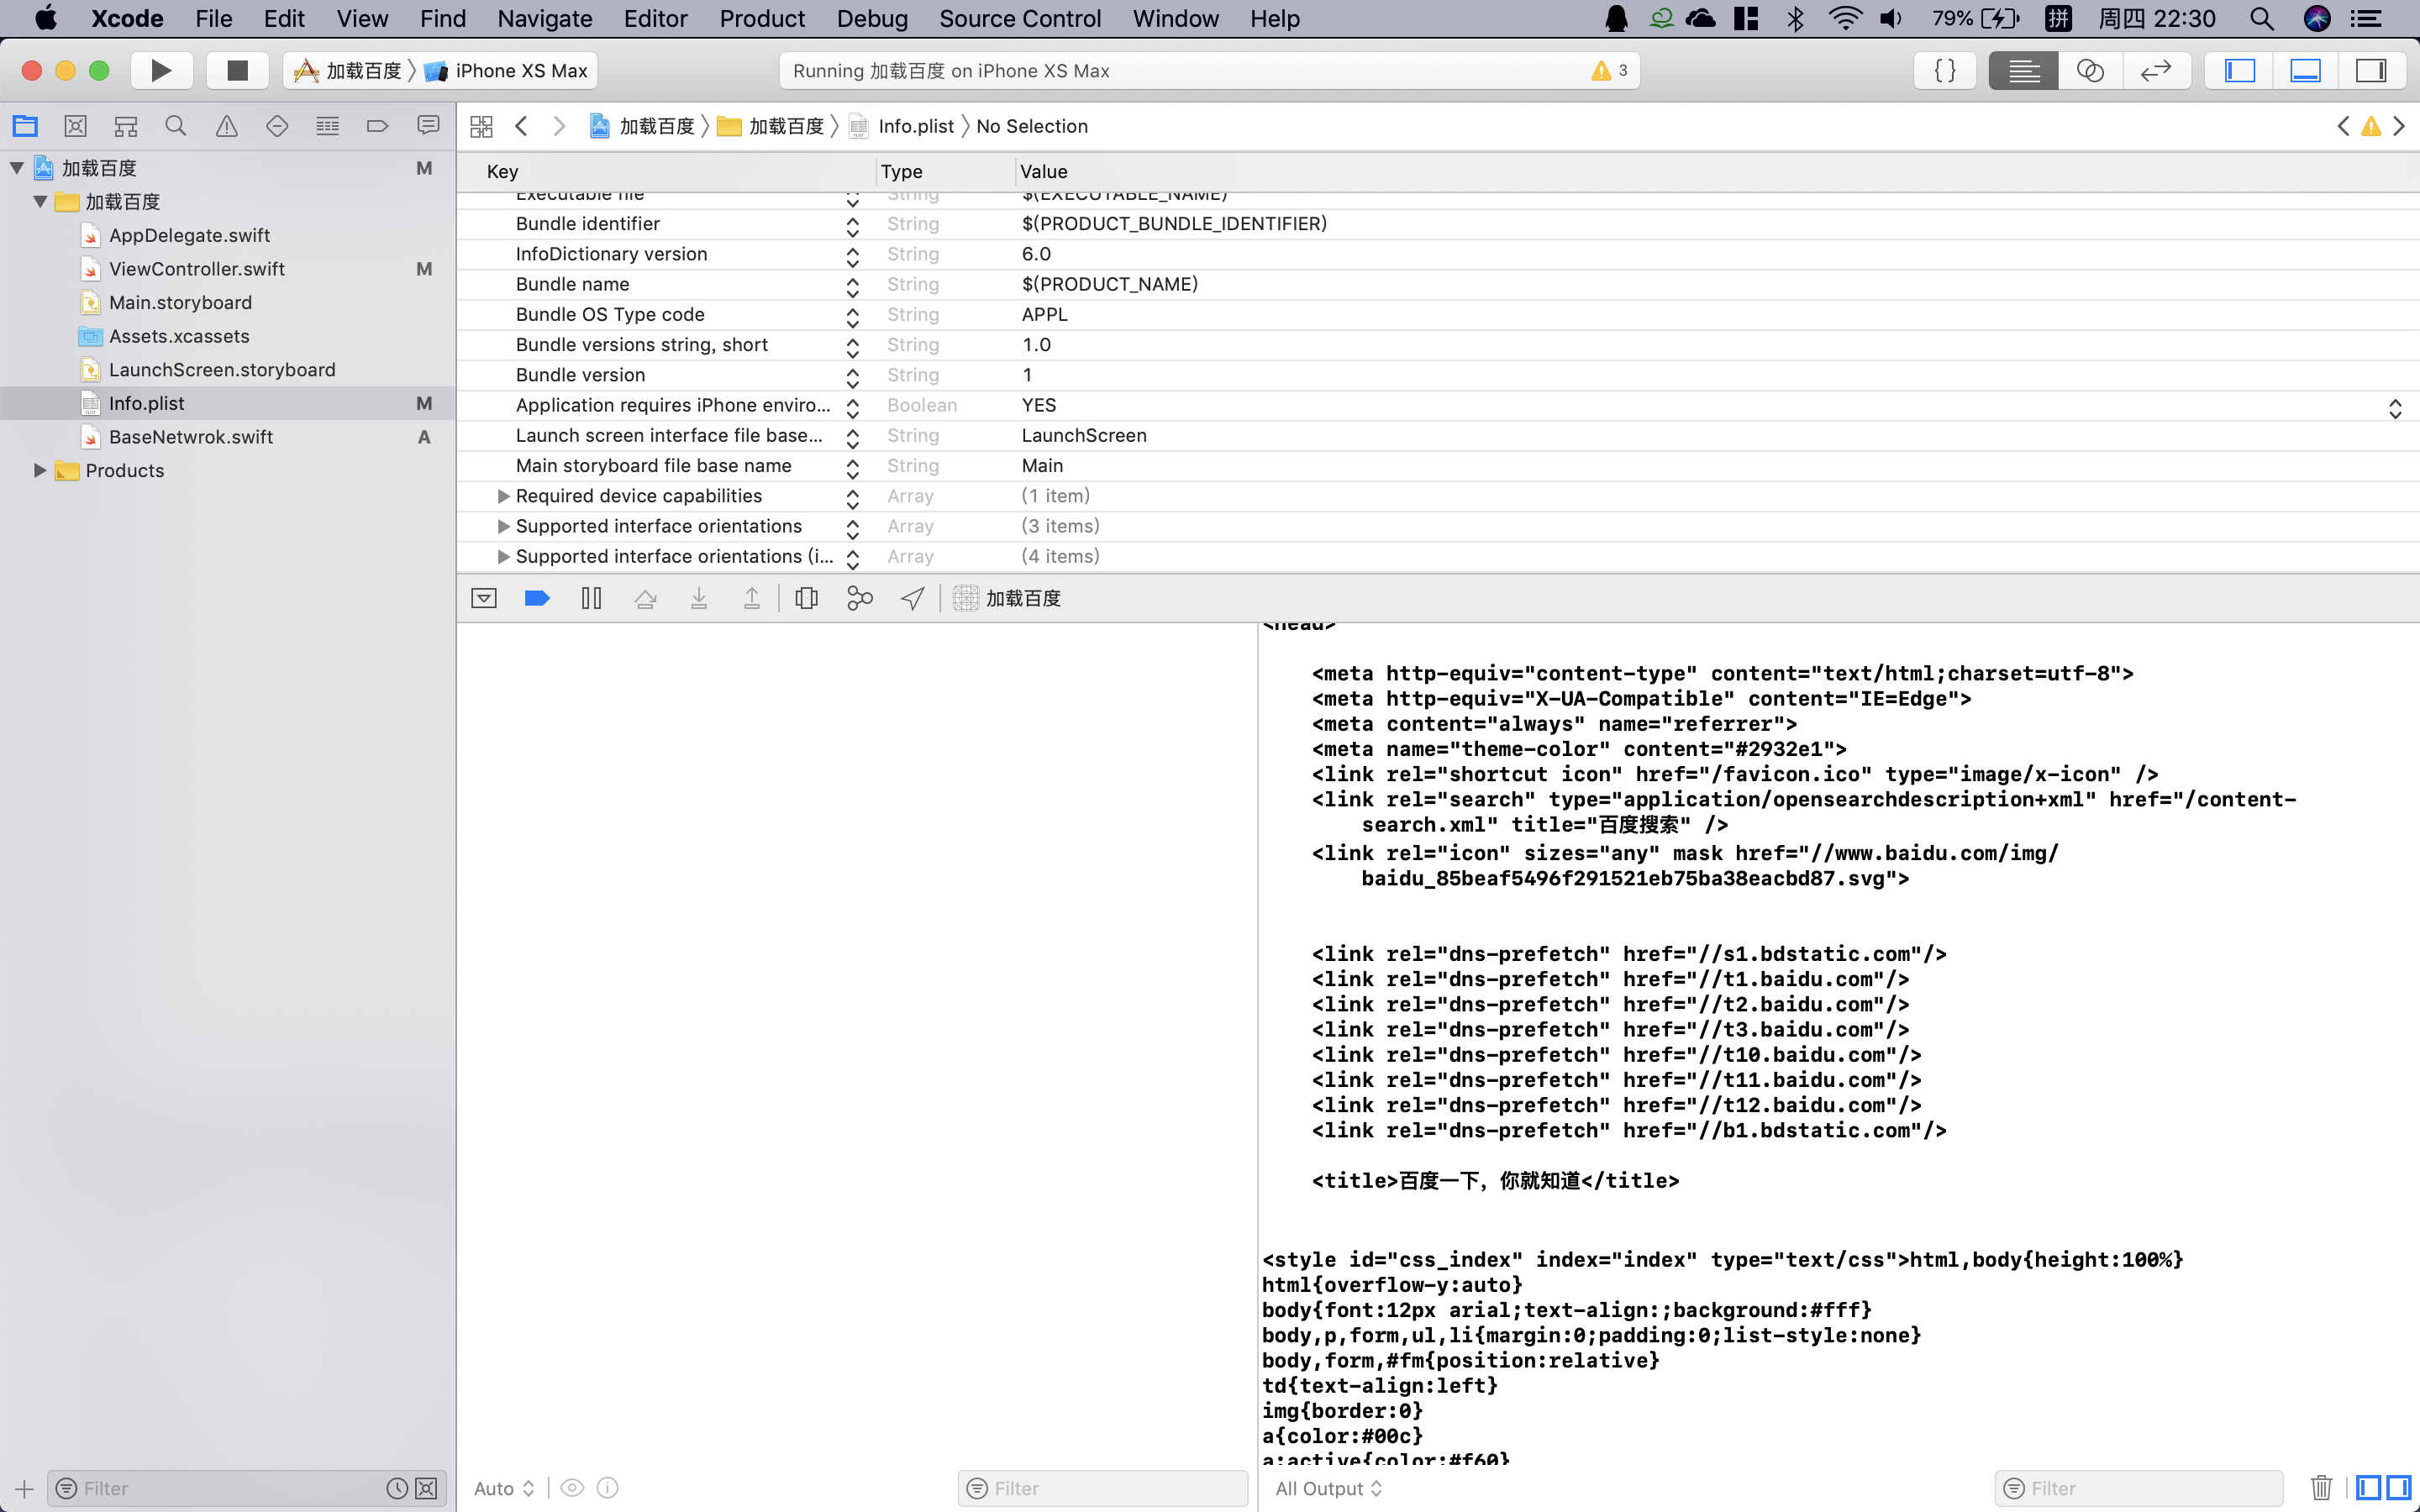 Xcode File Edit View Find Navigate Editor Product Debug Source Control Window Help 79% 拼 周四 22:30
加载百度 iPhone XS Max Running 加载百度 on iPhone XS Max 3 {}
加载百度 加载百度 Info.plist No Selection
加载百度 M
加载百度
AppDelegate.swift
ViewController.swift M
Main.storyboard
Assets.xcassets
LaunchScreen.storyboard
Info.plist M
BaseNetwrok.swift A
Products
Key Type Value
Executable file String $(EXECUTABLE_NAME)
Bundle identifier String $(PRODUCT_BUNDLE_IDENTIFIER)
InfoDictionary version String 6.0
Bundle name String $(PRODUCT_NAME)
Bundle OS Type code String APPL
Bundle versions string, short String 1.0
Bundle version String 1
Application requires iPhone enviro... Boolean YES
Launch screen interface file base... String LaunchScreen
Main storyboard file base name String Main
Required device capabilities Array (1 item)
Supported interface orientations Array (3 items)
Supported interface orientations (i... Array (4 items)
加载百度
<head>
<meta http-equiv="content-type" content="text/html;charset=utf-8">
<meta http-equiv="X-UA-Compatible" content="IE=Edge">
<meta content="always" name="referrer">
<meta name="theme-color" content="#2932e1">
<link rel="shortcut icon" href="/favicon.ico" type="image/x-icon" />
<link rel="search" type="application/opensearchdescription+xml" href="/content-
search.xml" title="百度搜索" />
<link rel="icon" sizes="any" mask href="//www.baidu.com/img/
baidu_85beaf5496f291521eb75ba38eacbd87.svg">
<link rel="dns-prefetch" href="//s1.bdstatic.com"/>
<link rel="dns-prefetch" href="//t1.baidu.com"/>
<link rel="dns-prefetch" href="//t2.baidu.com"/>
<link rel="dns-prefetch" href="//t3.baidu.com"/>
<link rel="dns-prefetch" href="//t10.baidu.com"/>
<link rel="dns-prefetch" href="//t11.baidu.com"/>
<link rel="dns-prefetch" href="//t12.baidu.com"/>
<link rel="dns-prefetch" href="//b1.bdstatic.com"/>
<title>百度一下，你就知道</title>
<style id="css_index" index="index" type="text/css">html,body{height:100%}
html{overflow-y:auto}
body{font:12px arial;text-align:;background:#fff}
body,p,form,ul,li{margin:0;padding:0;list-style:none}
body,form,#fm{position:relative}
td{text-align:left}
img{border:0}
a{color:#00c}
a:active{color:#f60}
Filter Auto Filter All Output Filter